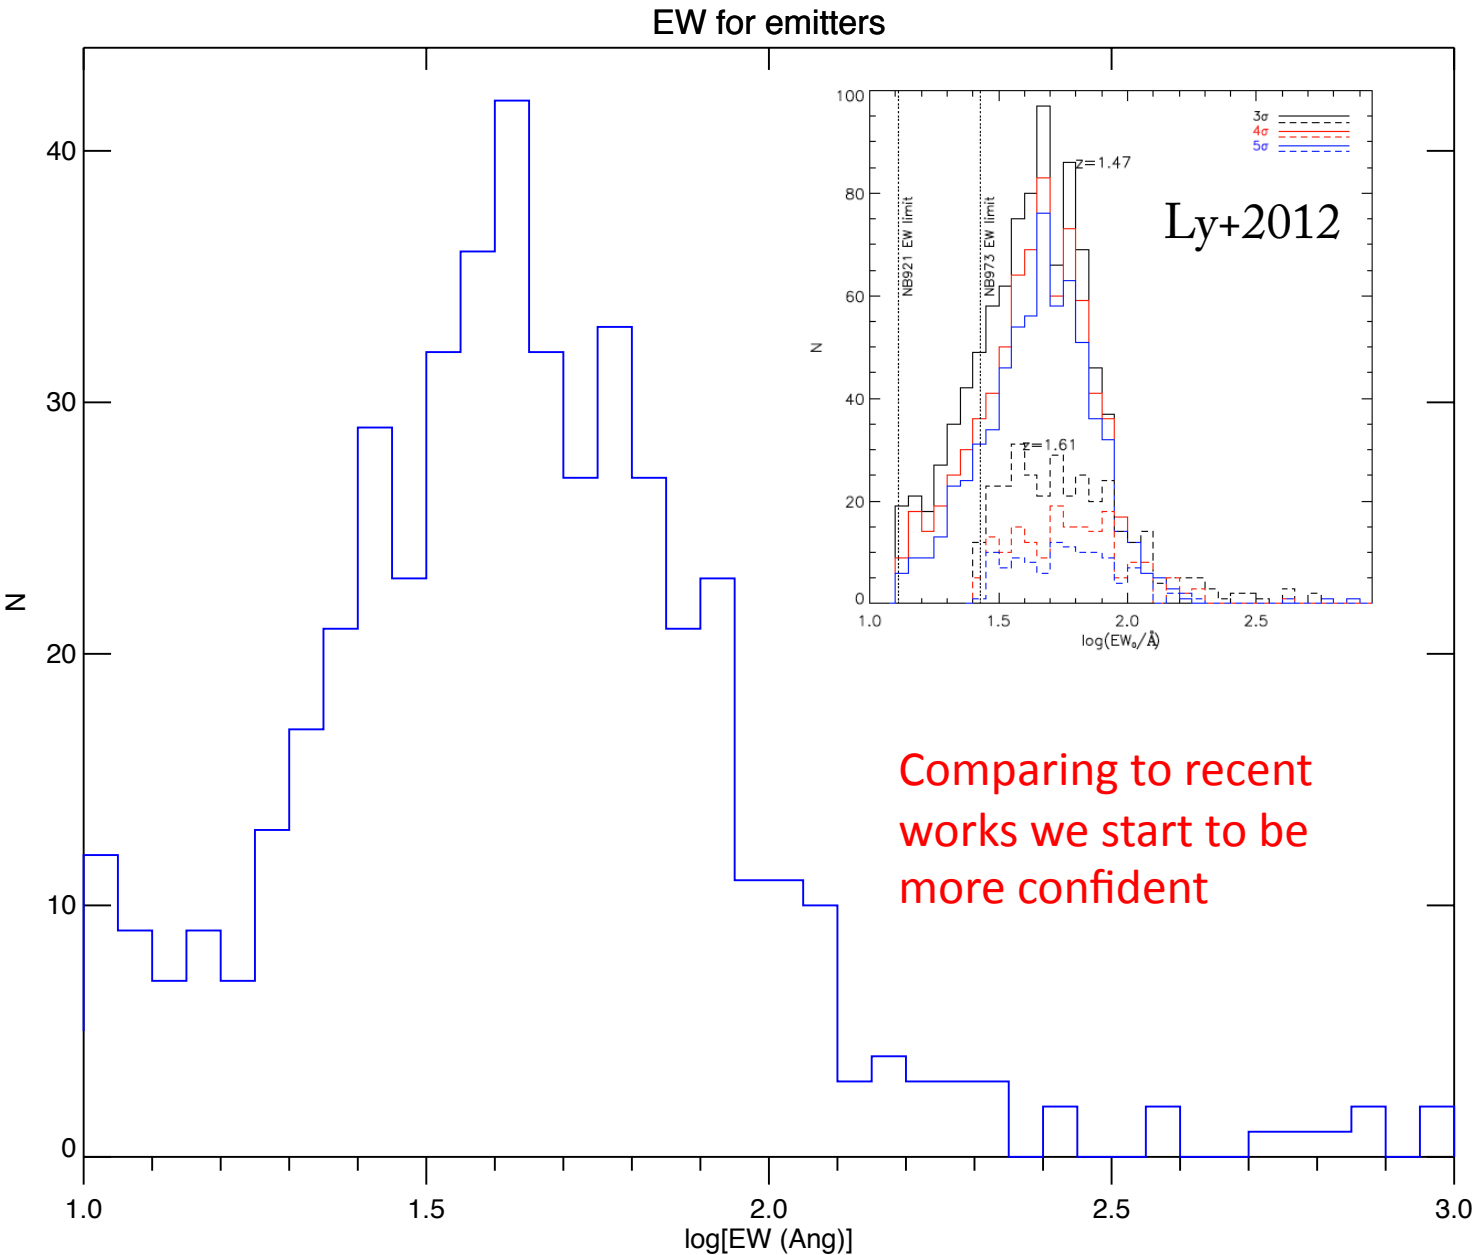 EW for emitters
40
30
20
10
0
N
1.0
1.5
2.0
2.5
3.0
log[EW (Ang)]
100
80
60
40
20
0
N
1.0
1.5
2.0
2.5
log(EW₀/Å)
NB921 EW limit
NB973 EW limit
z=1.47
z=1.61
3σ
4σ
5σ
Ly+2012
Comparing to recent
works we start to be
more confident